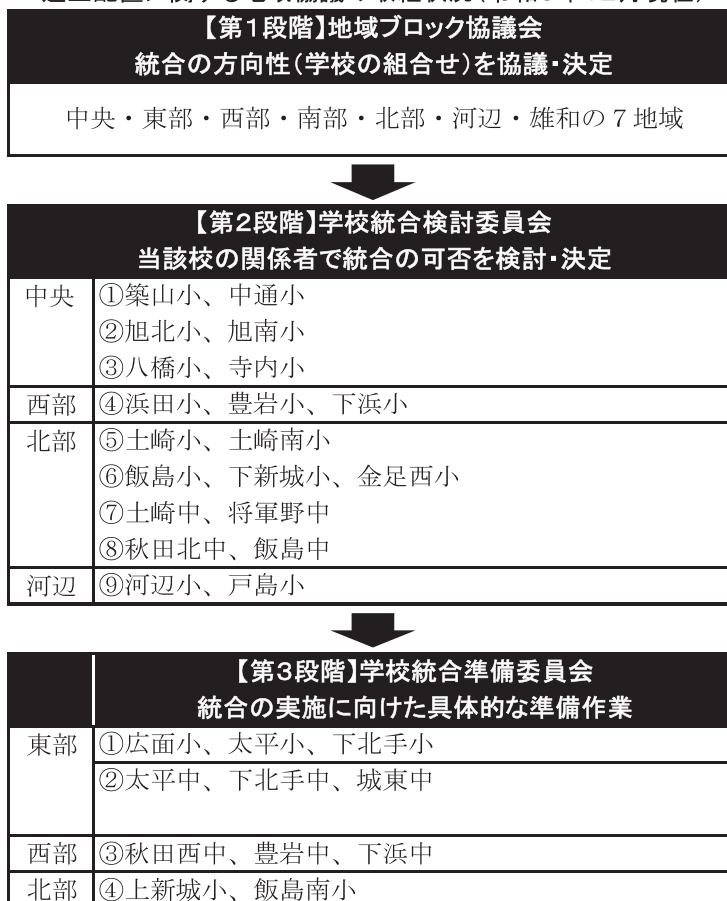 【第1段階】地域ブロック協議会
統合の方向性(学校の組合せ)を協議・決定
中央・東部・西部・南部・北部・河辺・雄和の7地域
【第2段階】学校統合検討委員会
当該校の関係者で統合の可否を検討・決定
中央 ①築山小、中通小
②旭北小、旭南小
③八橋小、寺内小
西部 ④浜田小、豊岩小、下浜小
北部 ⑤土崎小、土崎南小
⑥飯島小、下新城小、金足西小
⑦土崎中、将軍野中
⑧秋田北中、飯島中
河辺 ⑨河辺小、戸島小
【第3段階】学校統合準備委員会
統合の実施に向けた具体的な準備作業
東部 ①広面小、太平小、下北手小
②太平中、下北手中、城東中
西部 ③秋田西中、豊岩中、下浜中
北部 ④上新城小、飯島南小